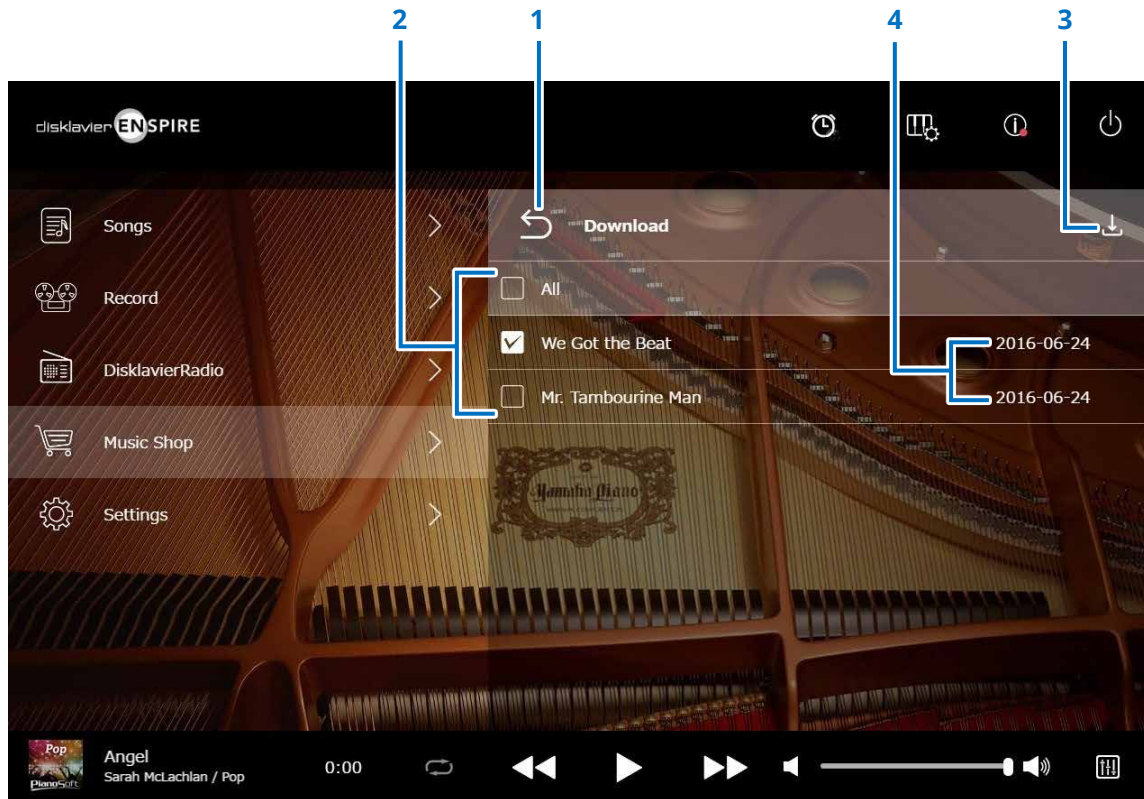 2
1
4
3
disklavier ENSPIRE
Songs
Download
All
Record
We Got the Beat
2016-06-24
DisklavierRadio
Mr. Tambourine Man
2016-06-24
Music Shop
Yamaha Piano
Settings
Pop
PianoSoft
Angel
Sarah McLachlan / Pop
0:00